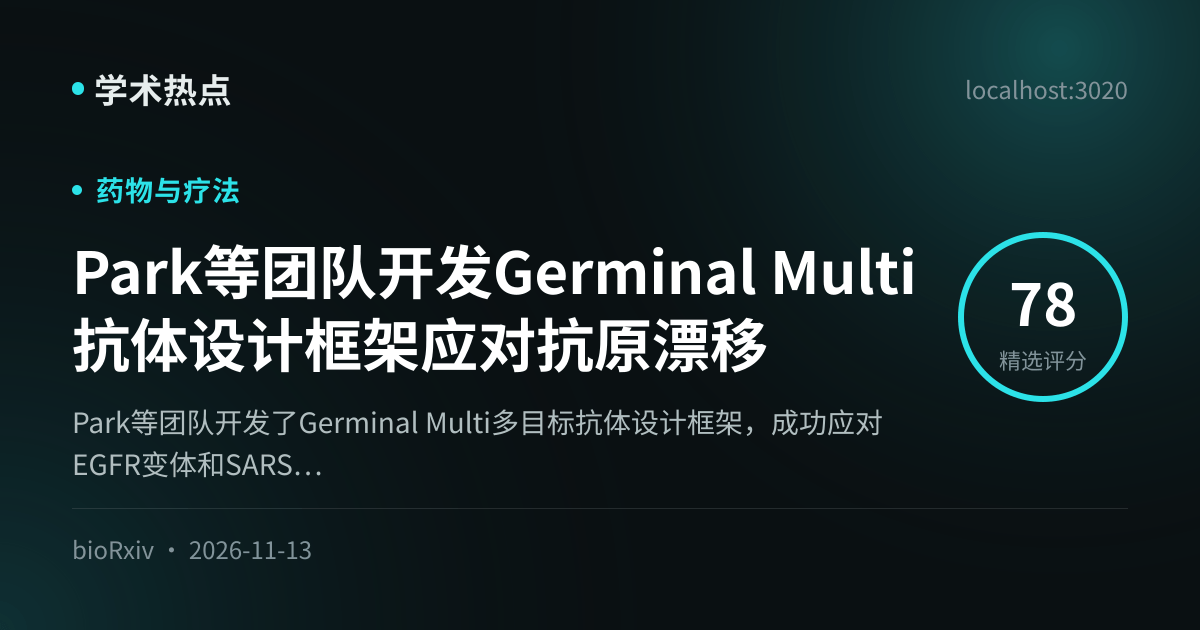 学术热点
localhost:3020
药物与疗法
Park等团队开发Germinal Multi
抗体设计框架应对抗原漂移
78
精选评分
Park等团队开发了Germinal Multi多目标抗体设计框架，成功应对
EGFR变体和SARS…
bioRxiv · 2026-11-13